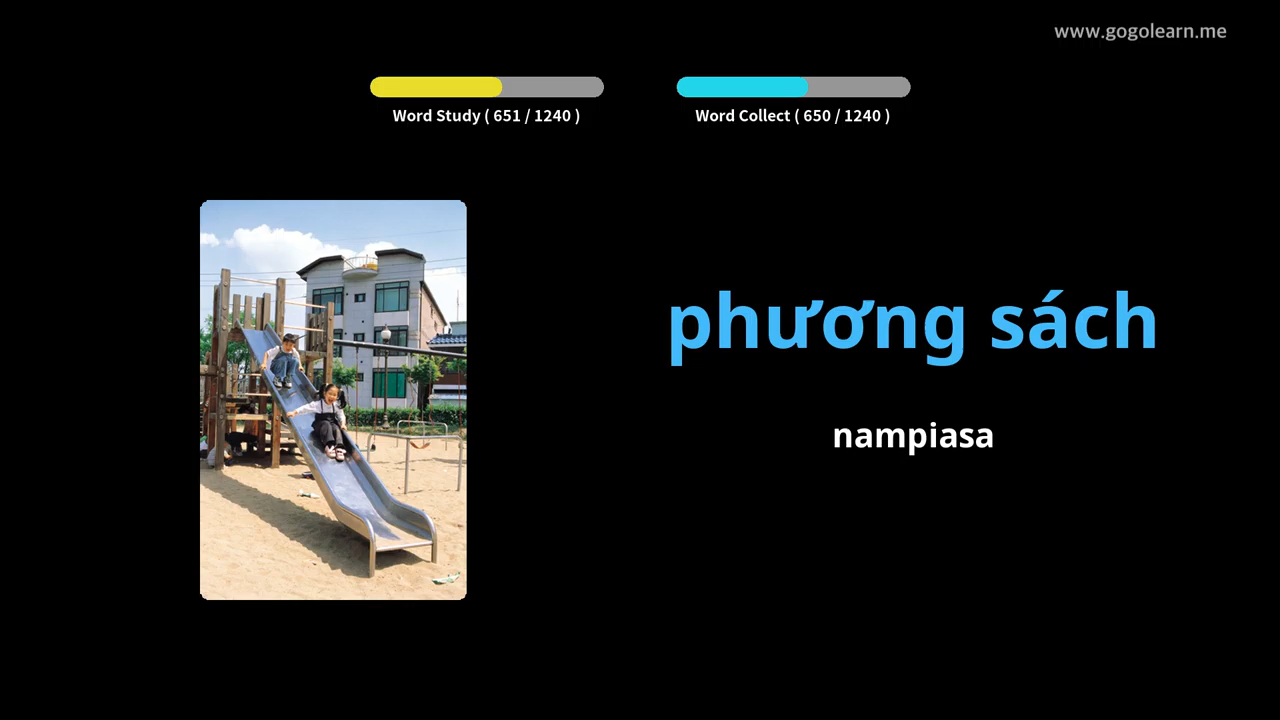 www.gogolearn.me
Word Study ( 651 / 1240 )
Word Collect ( 650 / 1240 )
phương sách
nampiasa